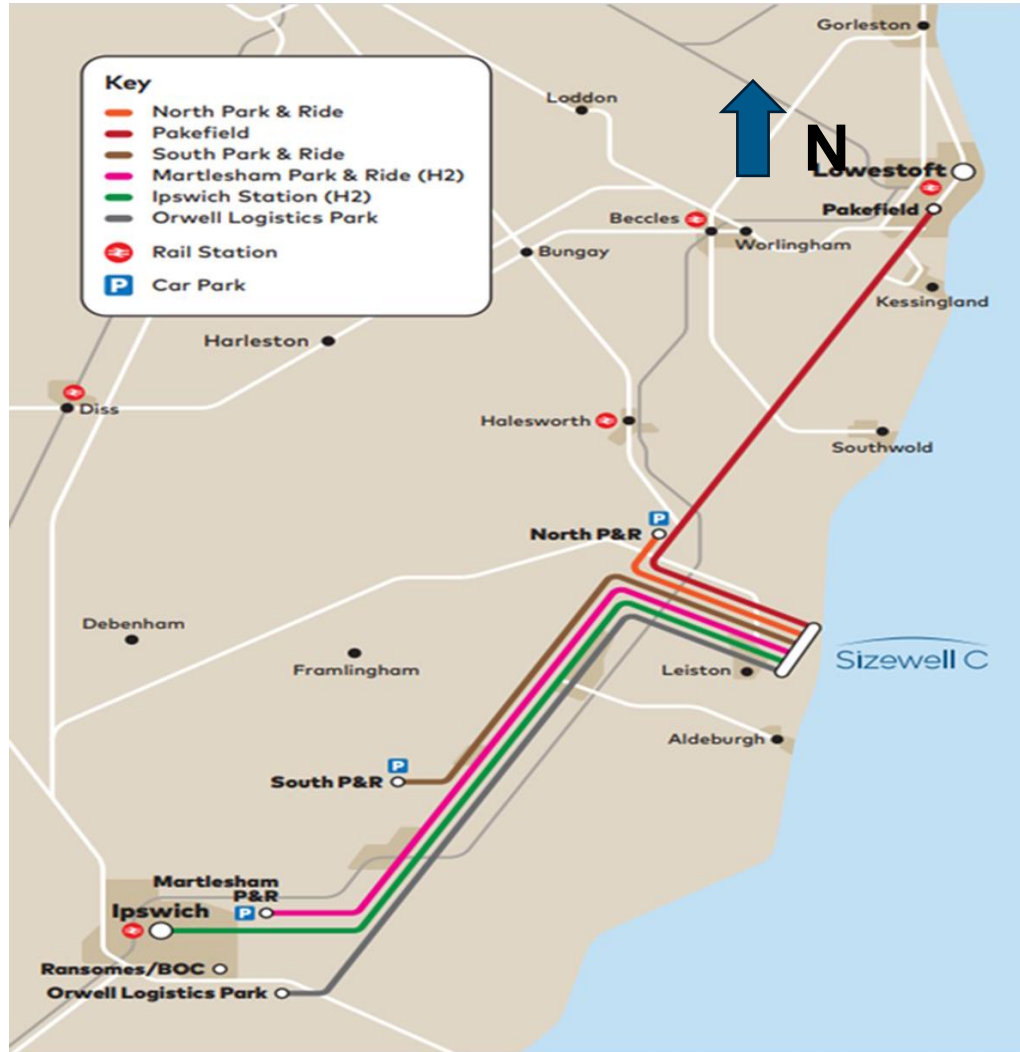 Gorleston
Key
North Park & Ride
Pakefield
South Park & Ride
Martlesham Park & Ride (H2)
Ipswich Station (H2)
Orwell Logistics Park
Rail Station
P
Car Park
Loddon
N
Lowestoft
Pakefield
Beccles
Worlingham
Bungay
Kessingland
Harleston
Diss
Halesworth
Southwold
P
North P&R
Debenham
Framlingham
Leiston
Sizewell C
Aldeburgh
P
South P&R
Martlesham
P&R
P
Ipswich
Ransomes/BOC
Orwell Logistics Park